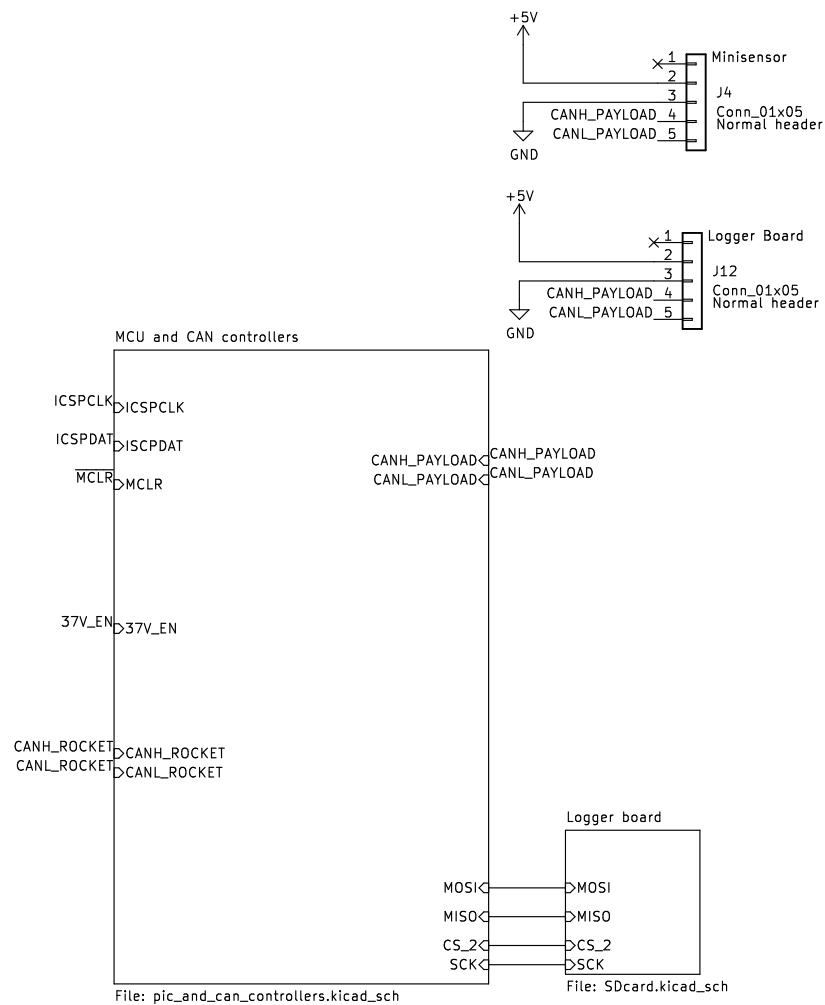 +5V
1 Minisensor
2
3 J4
Conn_01x05
CANH_PAYLOAD 4 Normal header
CANL_PAYLOAD 5
GND
+5V
1 Logger Board
2
3 J12
Conn_01x05
CANH_PAYLOAD 4 Normal header
CANL_PAYLOAD 5
GND
MCU and CAN controllers
ICSPCLK ICSPCLK
ICSPDAT ISCPDAT
CANH_PAYLOAD CANH_PAYLOAD
MCLR MCLR
CANL_PAYLOAD CANL_PAYLOAD
37V_EN 37V_EN
CANH_ROCKET CANH_ROCKET
CANL_ROCKET CANL_ROCKET
Logger board
MOSI MOSI
MISO MISO
CS_2 CS_2
SCK SCK
File: SDcard.kicad_sch
File: pic_and_can_controllers.kicad_sch